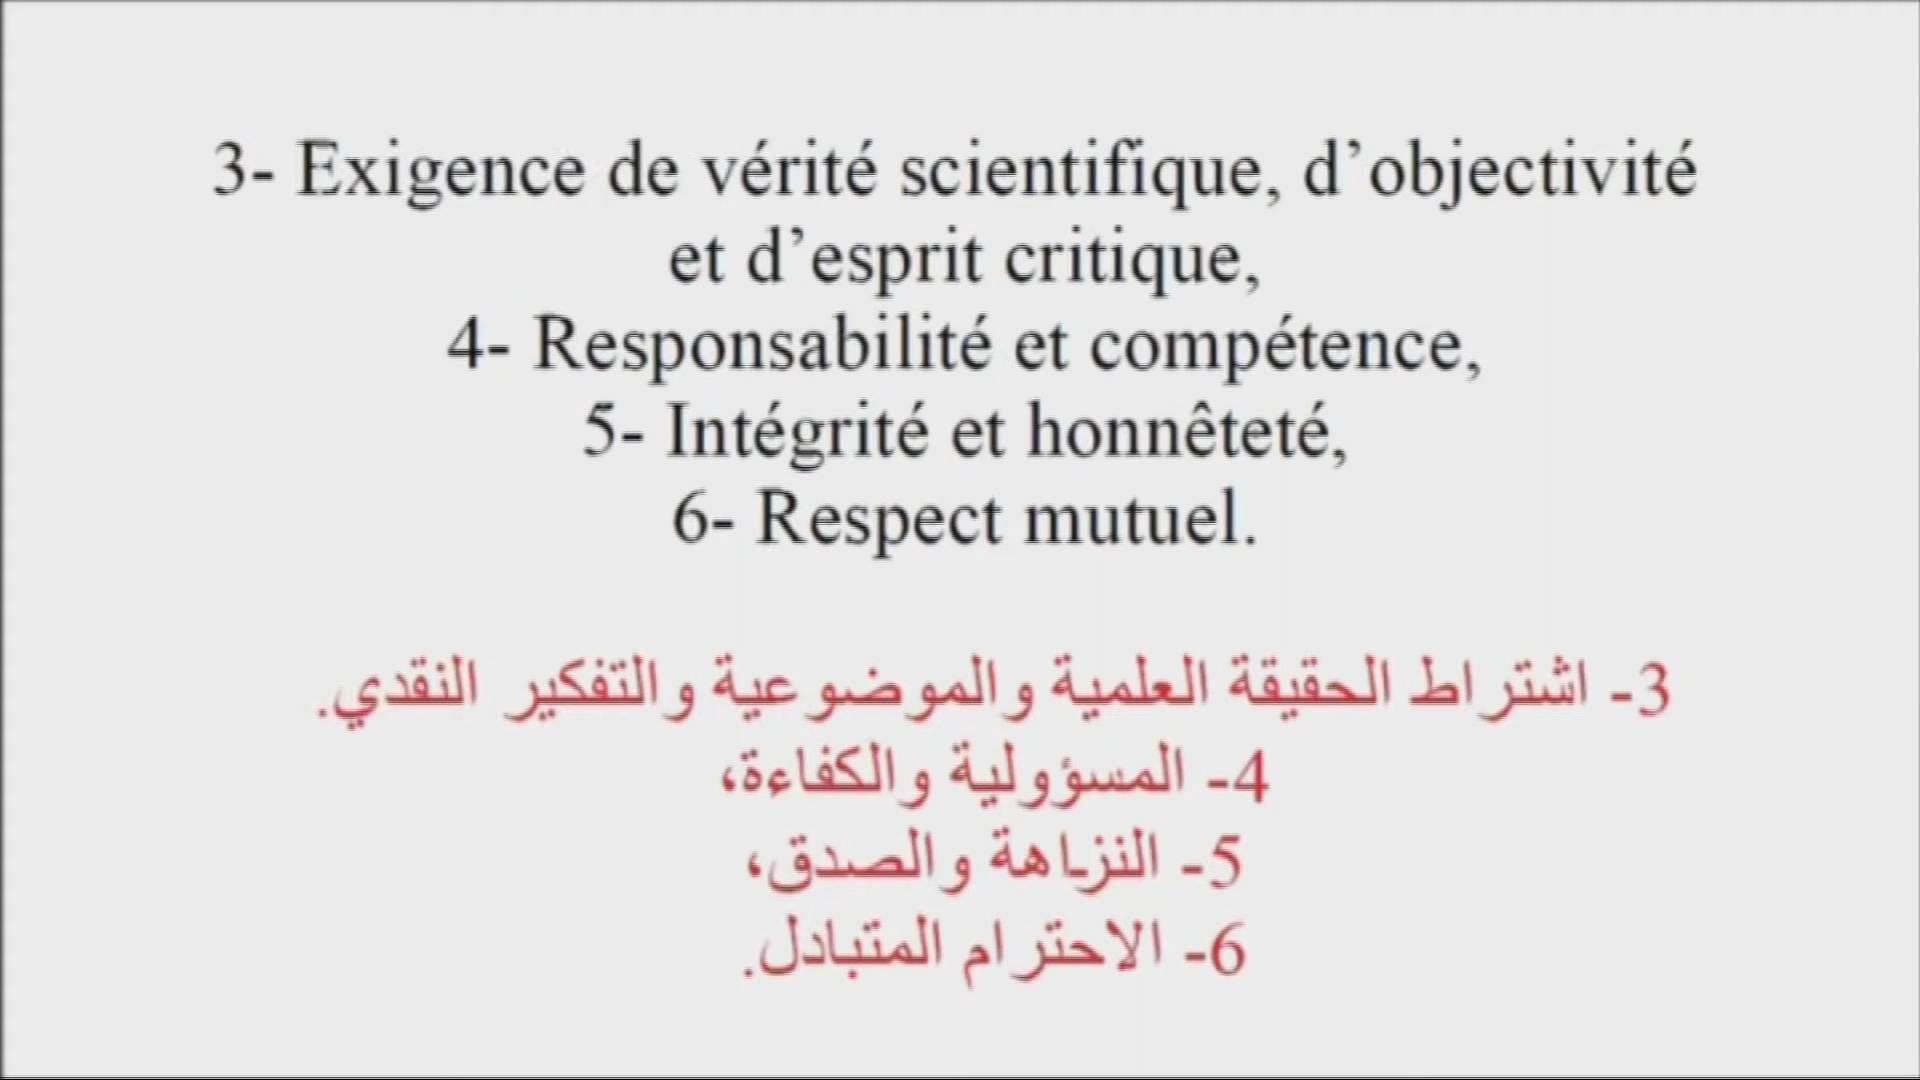 3- Exigence de vérité scientifique, d’objectivité
et d’esprit critique,
4- Responsabilité et compétence,
5- Intégrité et honnêteté,
6- Respect mutuel.
3- اشتراط الحقيقة العلمية والموضوعية والتفكير النقدي.
4- المسؤولية والكفاءة،
5- النزاهة والصدق،
6- الاحترام المتبادل.